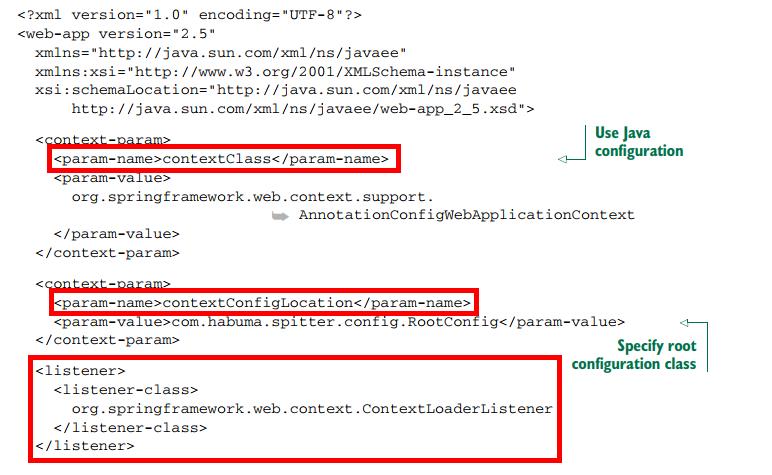 <?xml version="1.0" encoding="UTF-8"?>
<web-app version="2.5"
xmlns="http://java.sun.com/xml/ns/javaee"
xmlns:xsi="http://www.w3.org/2001/XMLSchema-instance"
xsi:schemaLocation="http://java.sun.com/xml/ns/javaee
http://java.sun.com/xml/ns/javaee/web-app_2_5.xsd">
<context-param>
<param-name>contextClass</param-name>
Use Java
configuration
<param-value>
org.springframework.web.context.support.
AnnotationConfigWebApplicationContext
</param-value>
</context-param>
<context-param>
<param-name>contextConfigLocation</param-name>
<param-value>com.habuma.spitter.config.RootConfig</param-value>
</context-param>
Specify root
configuration class
<listener>
<listener-class>
org.springframework.web.context.ContextLoaderListener
</listener-class>
</listener>